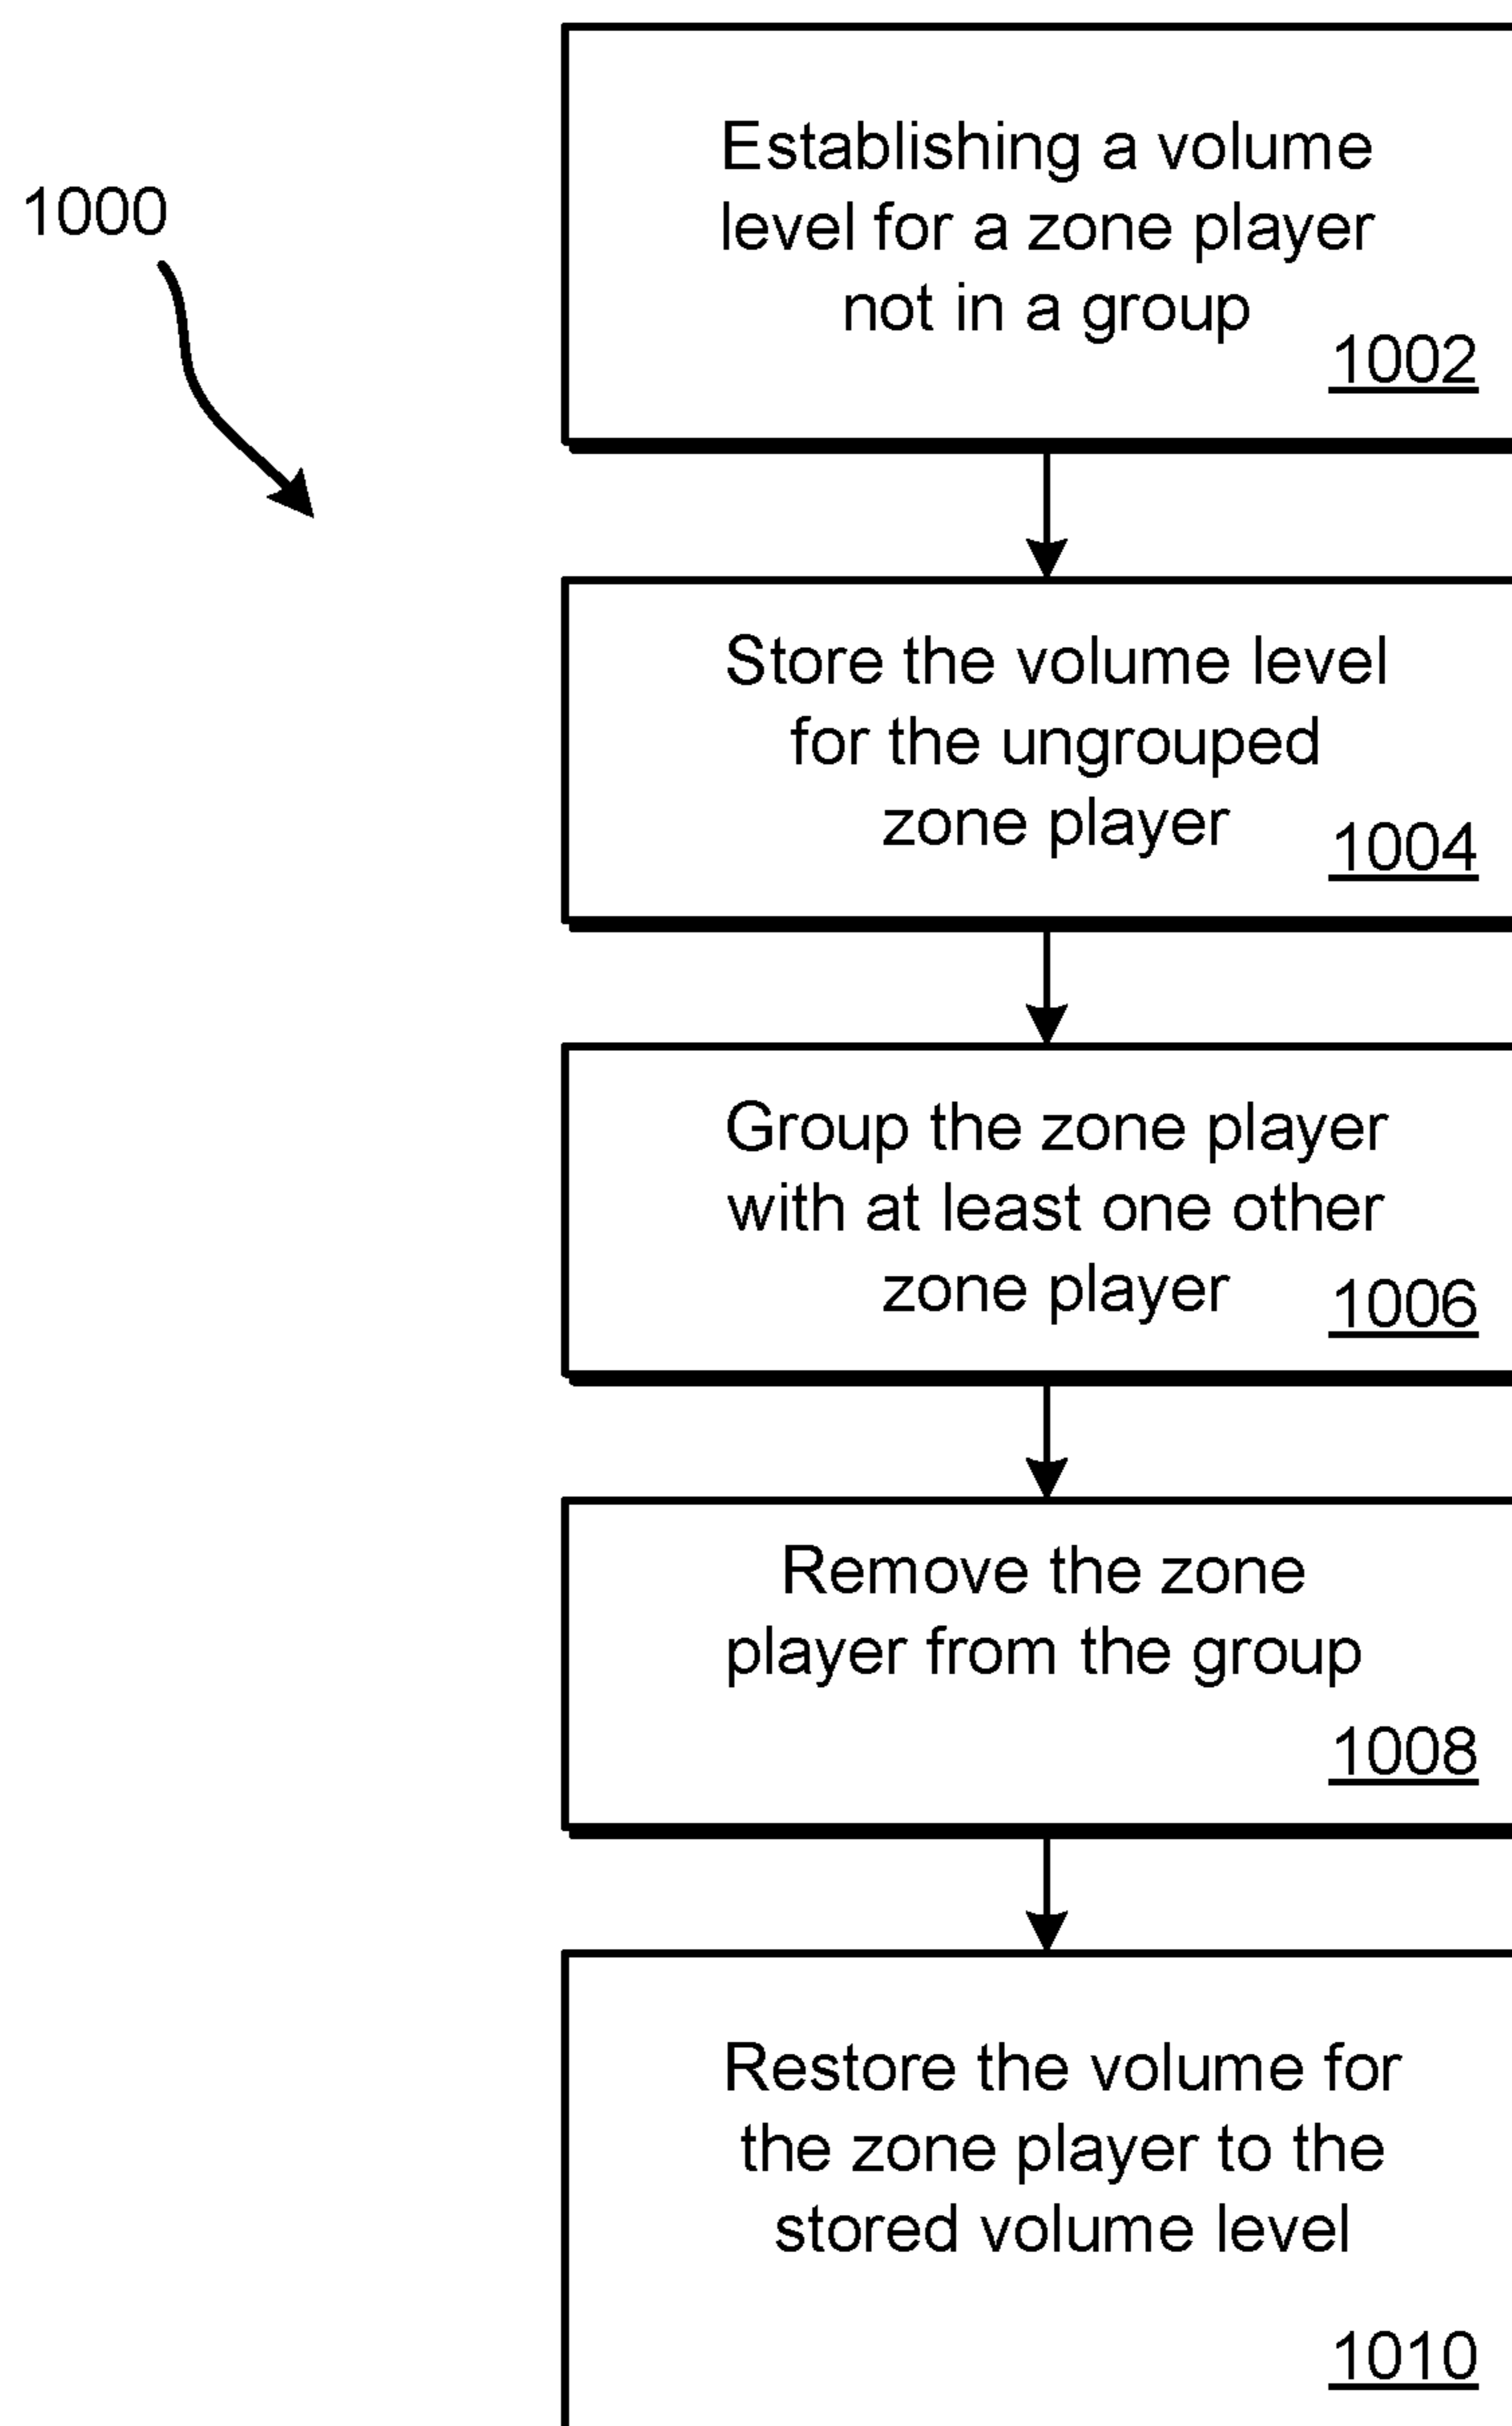 1000
Establishing a volume
level for a zone player
not in a group
1002
Store the volume level
for the ungrouped
zone player
1004
Group the zone player
with at least one other
zone player
1006
Remove the zone
player from the group
1008
Restore the volume for
the zone player to the
stored volume level
1010